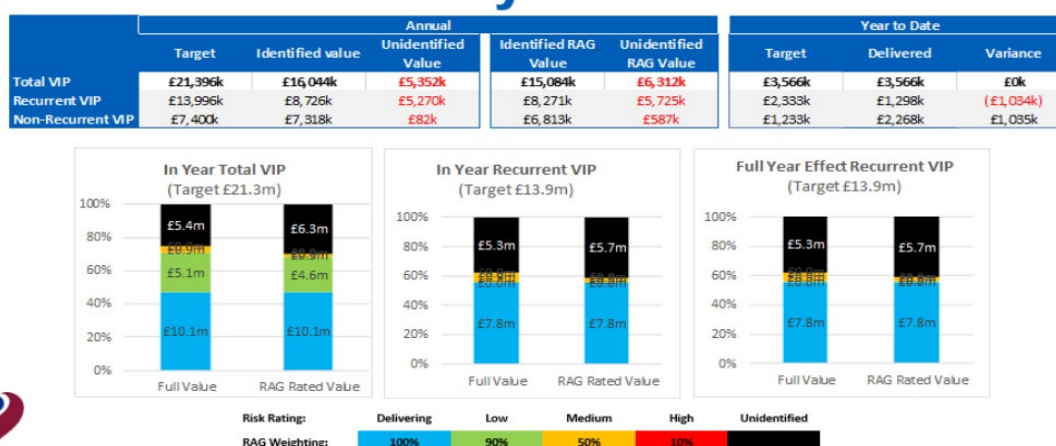 Annual Year to Date
Target Identified value Unidentified Value Identified RAG Value Unidentified RAG Value Target Delivered Variance
Total VIP £21,396k £16,044k £5,352k £15,084k £6,312k £3,566k £3,566k £0k
Recurrent VIP £13,996k £8,726k £5,270k £8,271k £5,725k £2,333k £1,298k (£1,034k)
Non-Recurrent VIP £7,400k £7,318k £82k £6,813k £587k £1,233k £2,268k £1,035k
In Year Total VIP
(Target £21.3m)
100%
80%
60%
40%
20%
0%
£5.4m £6.3m
£5.1m £4.6m
£10.1m £10.1m
Full Value RAG Rated Value
In Year Recurrent VIP
(Target £13.9m)
100%
80%
60%
40%
20%
0%
£5.3m £5.7m
£7.8m £7.8m
Full Value RAG Rated Value
Full Year Effect Recurrent VIP
(Target £13.9m)
100%
80%
60%
40%
20%
0%
£5.3m £5.7m
£7.8m £7.8m
Full Value RAG Rated Value
Risk Rating: Delivering Low Medium High Unidentified
RAG Weighting: 100% 90% 50% 10%